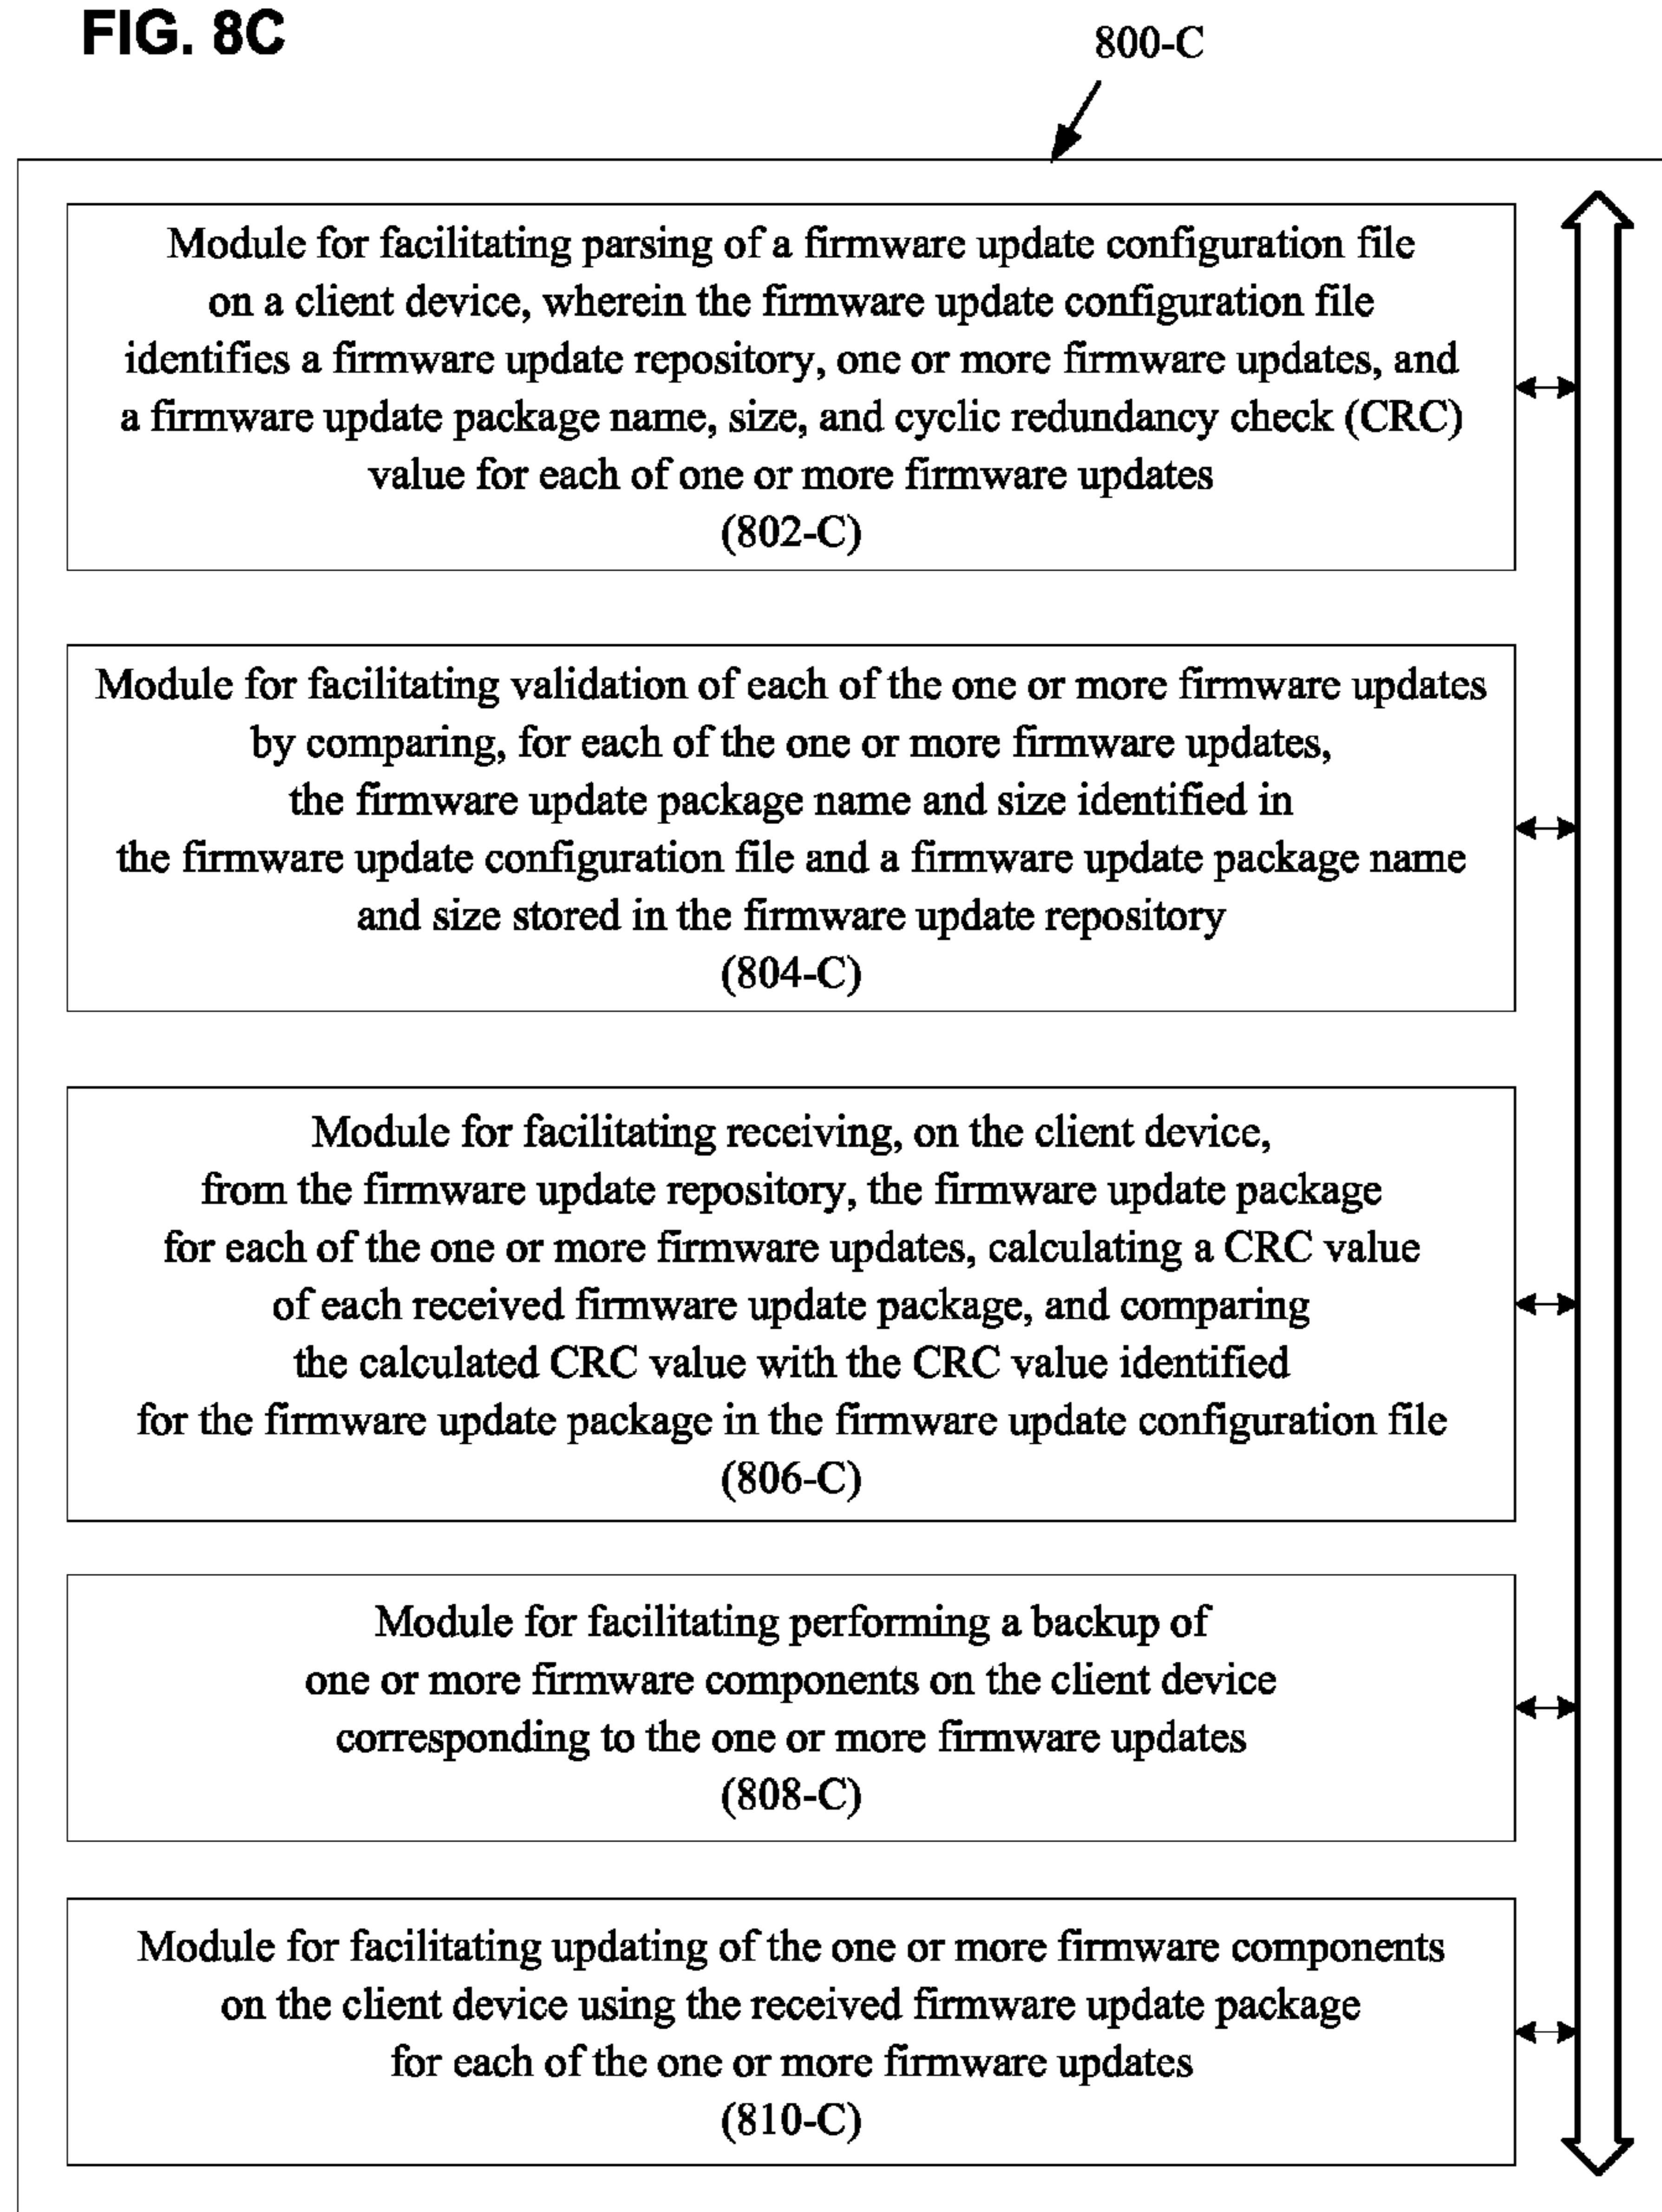 FIG. 8C
800-C
Module for facilitating parsing of a firmware update configuration file
on a client device, wherein the firmware update configuration file
identifies a firmware update repository, one or more firmware updates, and
a firmware update package name, size, and cyclic redundancy check (CRC)
value for each of one or more firmware updates
(802-C)
Module for facilitating validation of each of the one or more firmware updates
by comparing, for each of the one or more firmware updates,
the firmware update package name and size identified in
the firmware update configuration file and a firmware update package name
and size stored in the firmware update repository
(804-C)
Module for facilitating receiving, on the client device,
from the firmware update repository, the firmware update package
for each of the one or more firmware updates, calculating a CRC value
of each received firmware update package, and comparing
the calculated CRC value with the CRC value identified
for the firmware update package in the firmware update configuration file
(806-C)
Module for facilitating performing a backup of
one or more firmware components on the client device
corresponding to the one or more firmware updates
(808-C)
Module for facilitating updating of the one or more firmware components
on the client device using the received firmware update package
for each of the one or more firmware updates
(810-C)